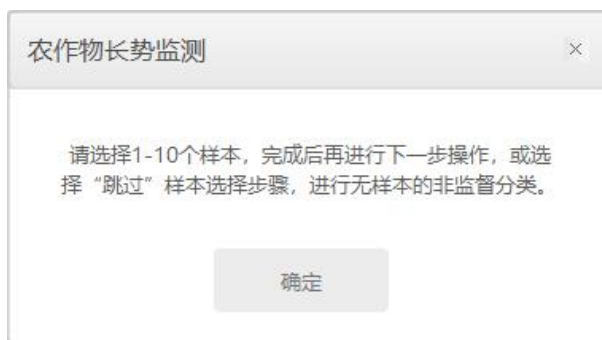 农作物长势监测
×
请选择1-10个样本，完成后再进行下一步操作，或选
择“跳过”样本选择步骤，进行无样本的非监督分类。
确定